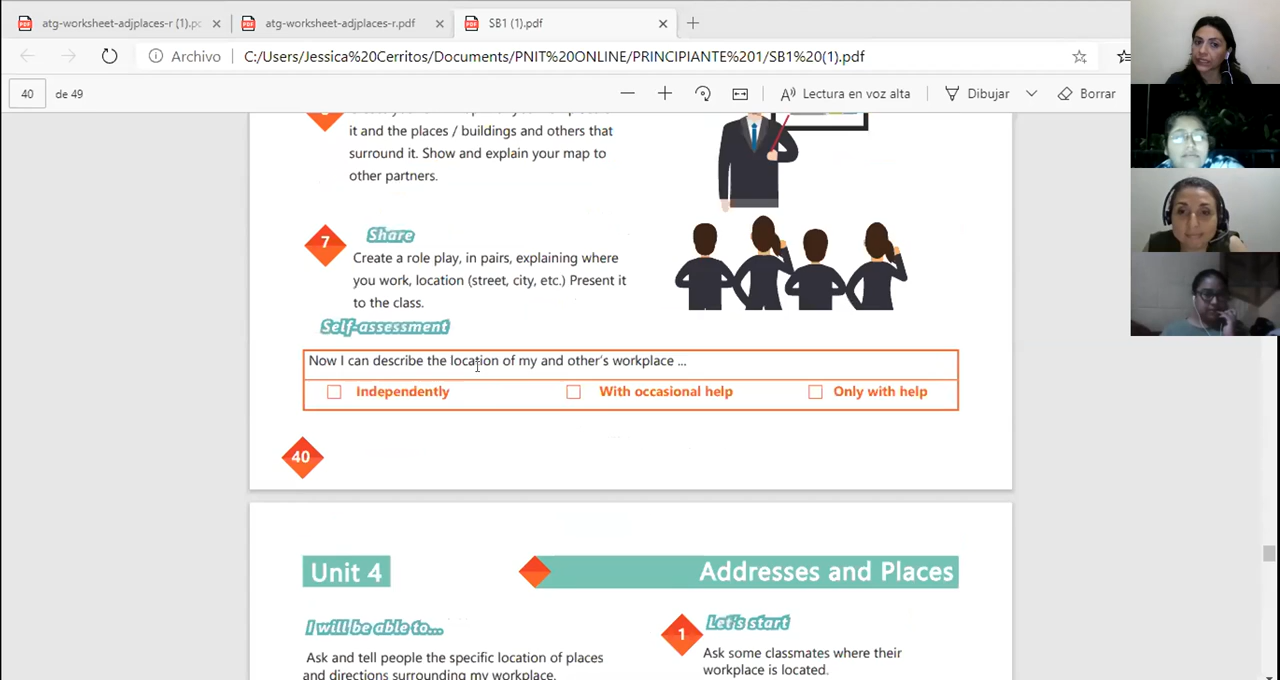 atg-worksheet-adjplaces-r (1).pc
atg-worksheet-adjplaces-r.pdf
SB1 (1).pdf
Archivo
C:/Users/Jessica%20Cerritos/Documents/PNIT%20ONLINE/PRINCIPIANTE%201/SB1%20(1).pdf
40
de 49
Lectura en voz alta
Dibujar
Borrar
it and the places / buildings and others that
surround it. Show and explain your map to
other partners.
7
Share
Create a role play, in pairs, explaining where
you work, location (street, city, etc.) Present it
to the class.
Self-assessment
Now I can describe the location of my and other's workplace ...
Independently
With occasional help
Only with help
40
Unit 4
Addresses and Places
I will be able to...
Ask and tell people the specific location of places
and directions surrounding my workplace.
1
Let's start
Ask some classmates where their
workplace is located.